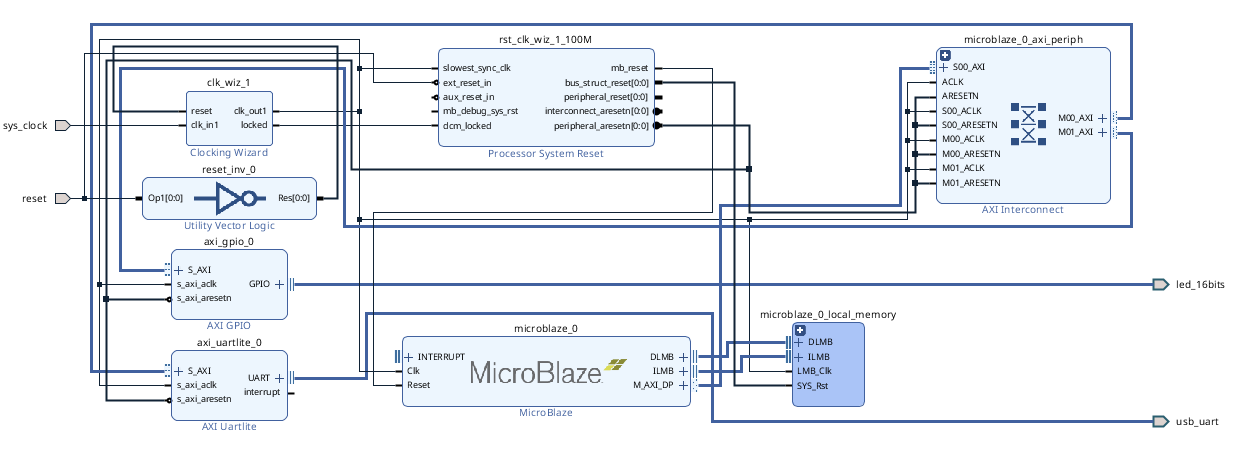 sys_clock
reset
clk_wiz_1
reset
clk_in1
clk_out1
locked
Clocking Wizard
reset_inv_0
Op1[0:0]
Res[0:0]
Utility Vector Logic
axi_gpio_0
S_AXI
s_axi_aclk
s_axi_aresetn
GPIO
AXI GPIO
axi_uartlite_0
S_AXI
s_axi_aclk
s_axi_aresetn
UART
interrupt
AXI Uartlite
rst_clk_wiz_1_100M
slowest_sync_clk
ext_reset_in
aux_reset_in
mb_debug_sys_rst
dcm_locked
mb_reset
bus_struct_reset[0:0]
peripheral_reset[0:0]
interconnect_aresetn[0:0]
peripheral_aresetn[0:0]
Processor System Reset
microblaze_0
INTERRUPT
Clk
Reset
MicroBlaze
DLMB
ILMB
M_AXI_DP
MicroBlaze
microblaze_0_local_memory
DLMB
ILMB
LMB_Clk
SYS_Rst
microblaze_0_axi_periph
S00_AXI
ACLK
ARESETN
S00_ACLK
S00_ARESETN
M00_ACLK
M00_ARESETN
M01_ACLK
M01_ARESETN
M00_AXI
M01_AXI
AXI Interconnect
led_16bits
usb_uart